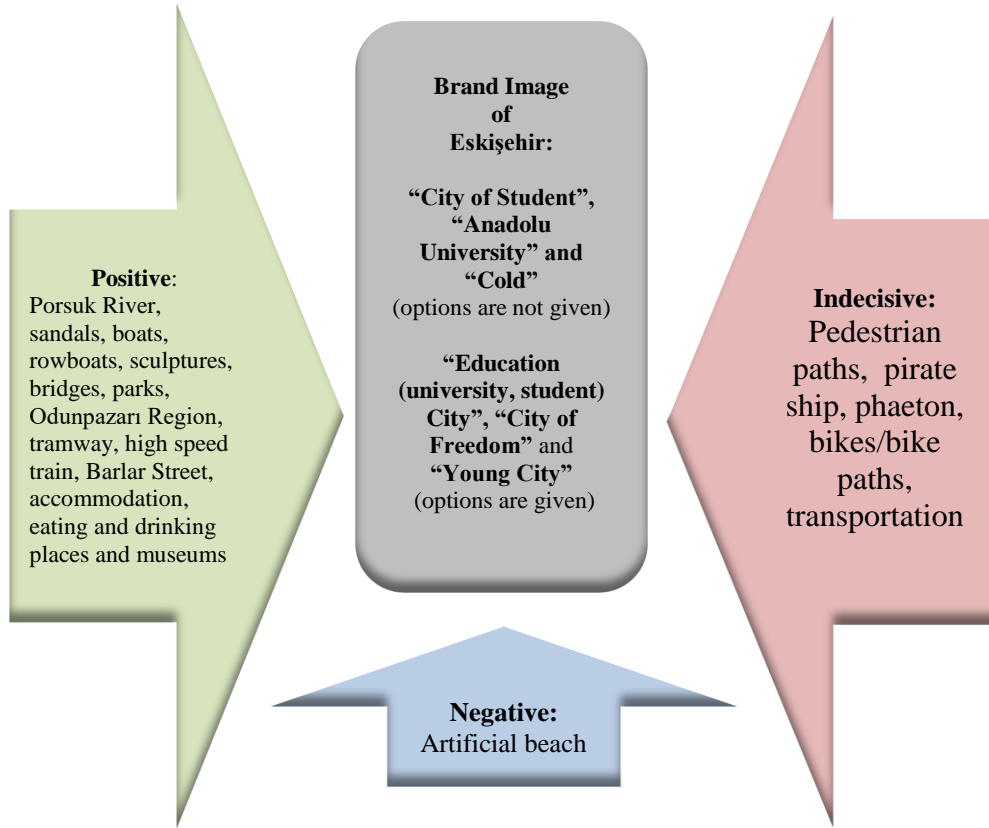 Brand Image
of
Eskişehir:
“City of Student”,
“Anadolu
University” and
“Cold”
(options are not given)
“Education
(university, student)
City”, “City of
Freedom” and
“Young City”
(options are given)
Positive:
Porsuk River,
sandals, boats,
rowboats, sculptures,
bridges, parks,
Odunpazarı Region,
tramway, high speed
train, Barlar Street,
accommodation,
eating and drinking
places and museums
Indecisive:
Pedestrian
paths, pirate
ship, phaeton,
bikes/bike
paths,
transportation
Negative:
Artificial beach